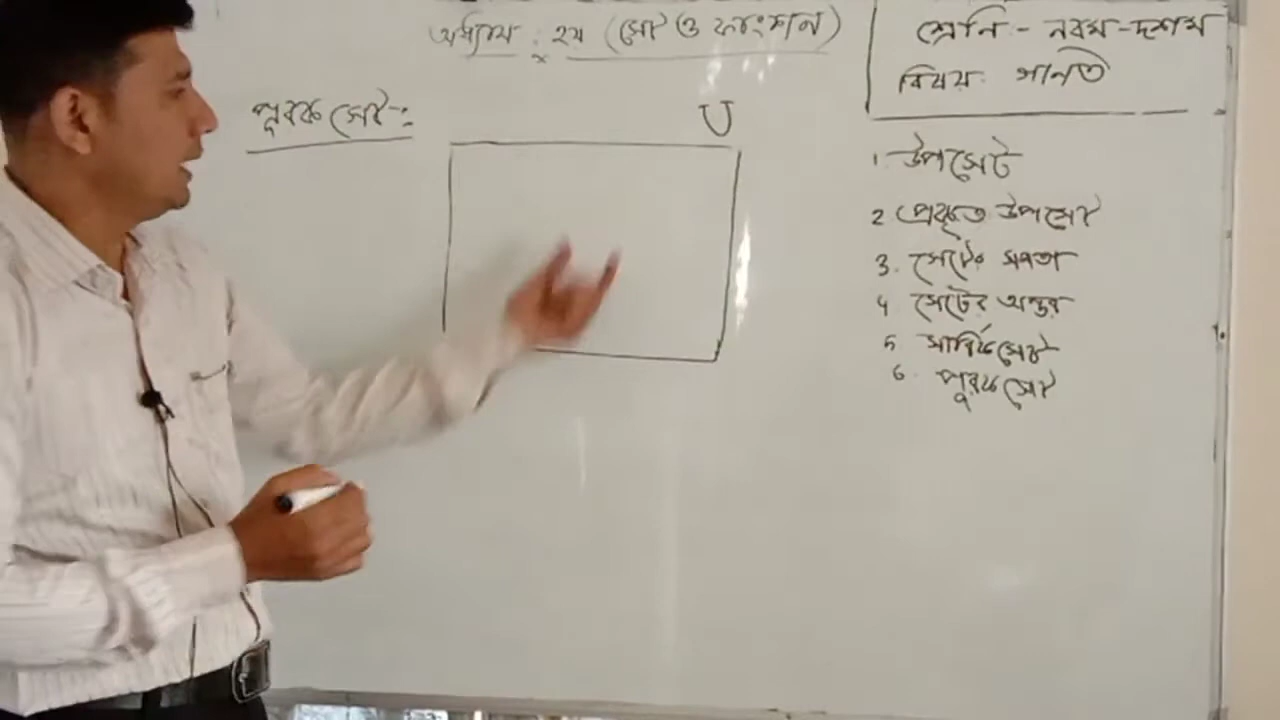 অধ্যায় : ২য় (সেট ও ফাংশন)
শ্রেনি :- নবম-দশম
বিষয়: গনিত
পূরক সেট-:
U
1. উপসেট
2. প্রকৃত উপসেট
3. সেটের সমতা
4. সেটের অন্তর
5. সার্বিক সেট
6. পূরক সেট